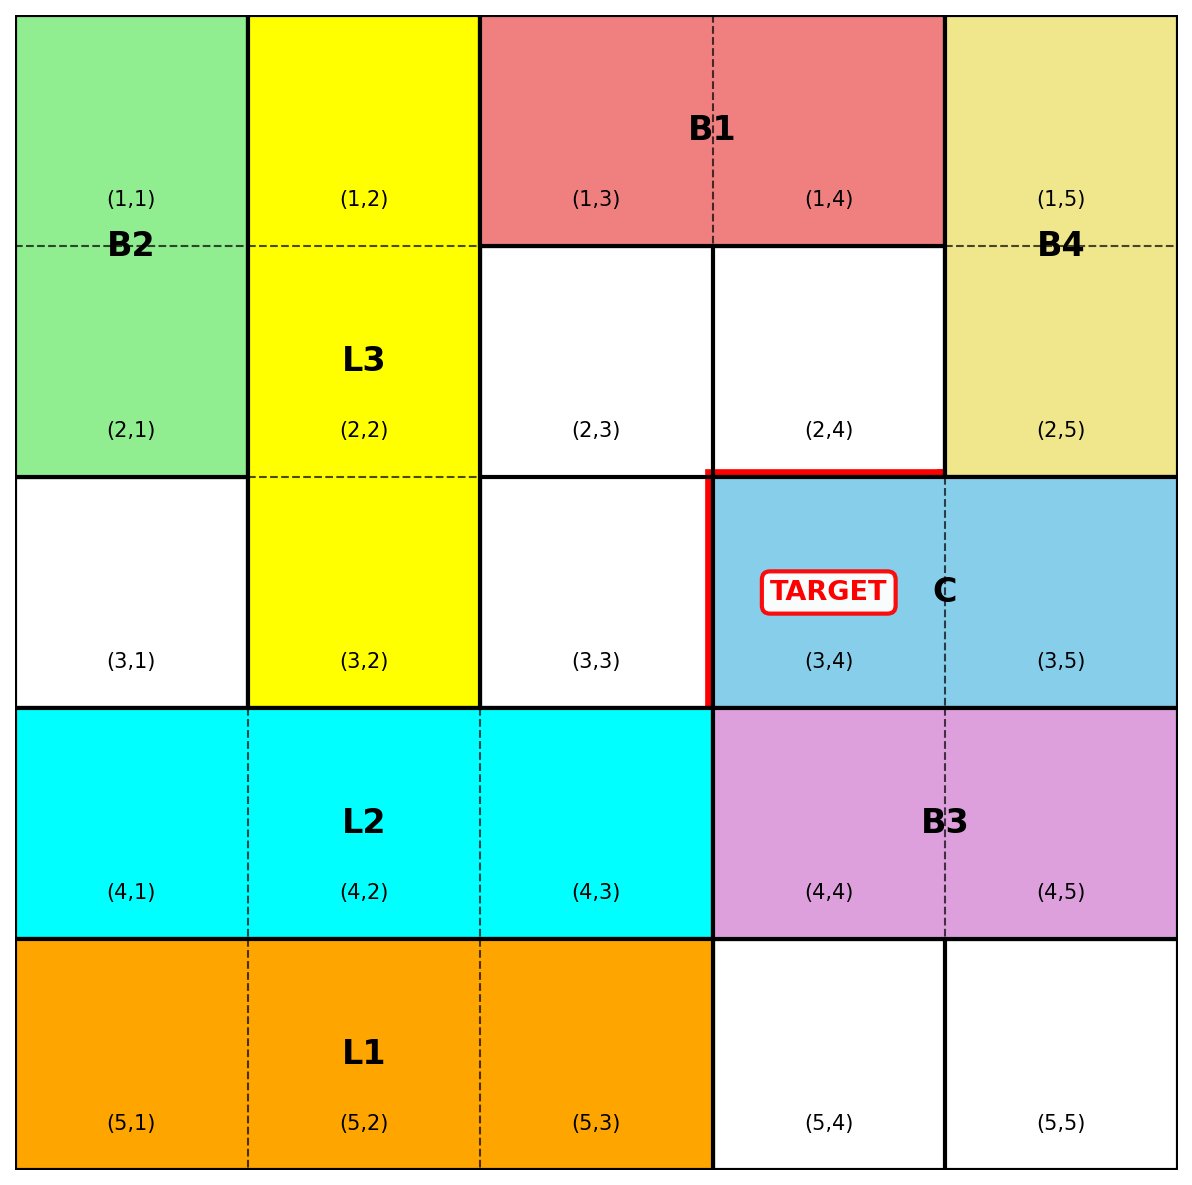 B1
(1,1) (1,2) (1,3) (1,4) (1,5)
B2 B4
L3
(2,1) (2,2) (2,3) (2,4) (2,5)
TARGET C
(3,1) (3,2) (3,3) (3,4) (3,5)
L2 B3
(4,1) (4,2) (4,3) (4,4) (4,5)
L1
(5,1) (5,2) (5,3) (5,4) (5,5)